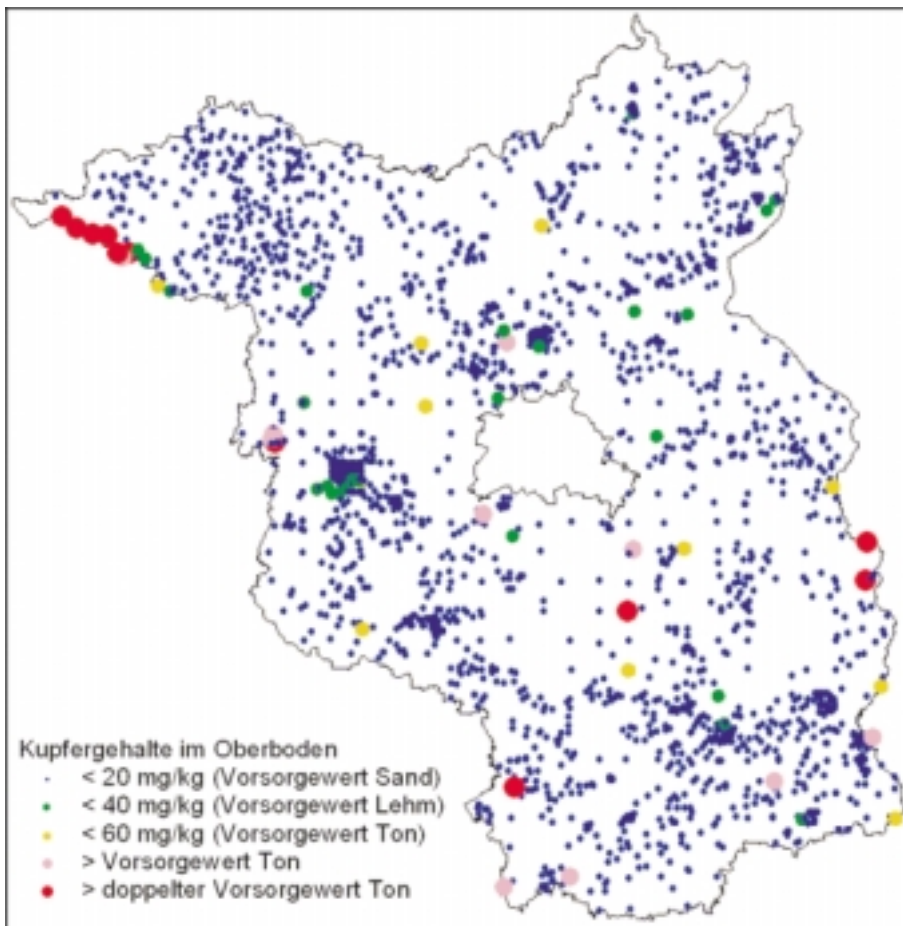 Kupfergehalte im Oberboden
< 20 mg/kg (Vorsorgewert Sand)
< 40 mg/kg (Vorsorgewert Lehm)
< 60 mg/kg (Vorsorgewert Ton)
> Vorsorgewert Ton
> doppelter Vorsorgewert Ton